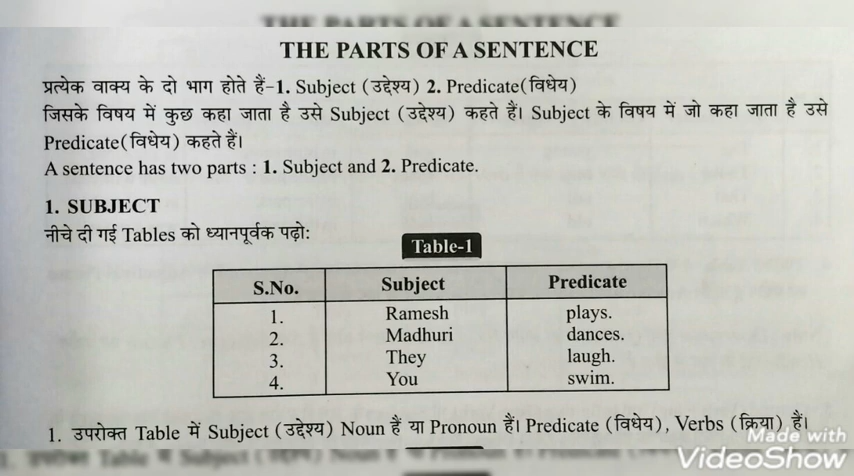 THE PARTS OF A SENTENCE
प्रत्येक वाक्य के दो भाग होते हैं-1. Subject (उद्देश्य) 2. Predicate(विधेय)
जिसके विषय में कुछ कहा जाता है उसे Subject (उद्देश्य) कहते हैं। Subject के विषय में जो कहा जाता है उसे
Predicate(विधेय) कहते हैं।
A sentence has two parts : 1. Subject and 2. Predicate.
1. SUBJECT
नीचे दी गई Tables को ध्यानपूर्वक पढ़ो:
Table-1
S.No. Subject Predicate
1. Ramesh plays.
2. Madhuri dances.
3. They laugh.
4. You swim.
1. उपरोक्त Table में Subject (उद्देश्य) Noun हैं या Pronoun हैं। Predicate (विधेय), Verbs (क्रिया) हैं।
Made with
VideoShow